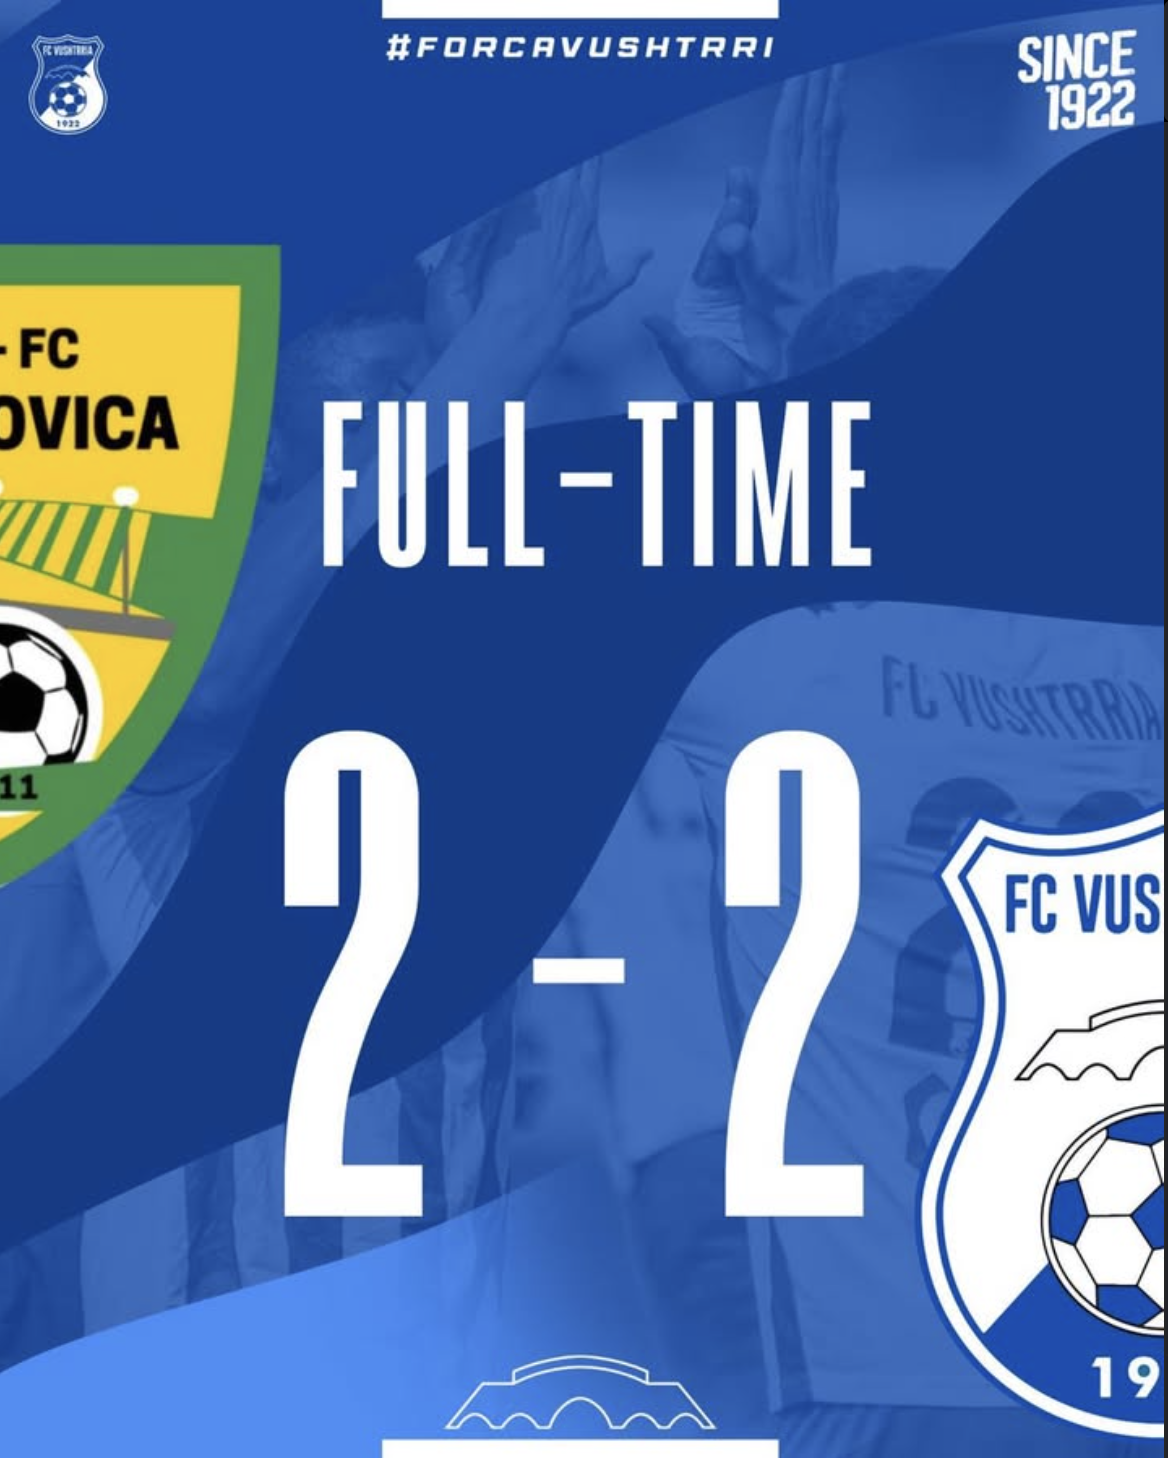 FC VUSHTRRIA
1922
#FORCAVUSHTRRI
SINCE
1922
- FC
OVICA
11
FULL-TIME
2 - 2
FC VUSHTRRIA
FC VUS
19